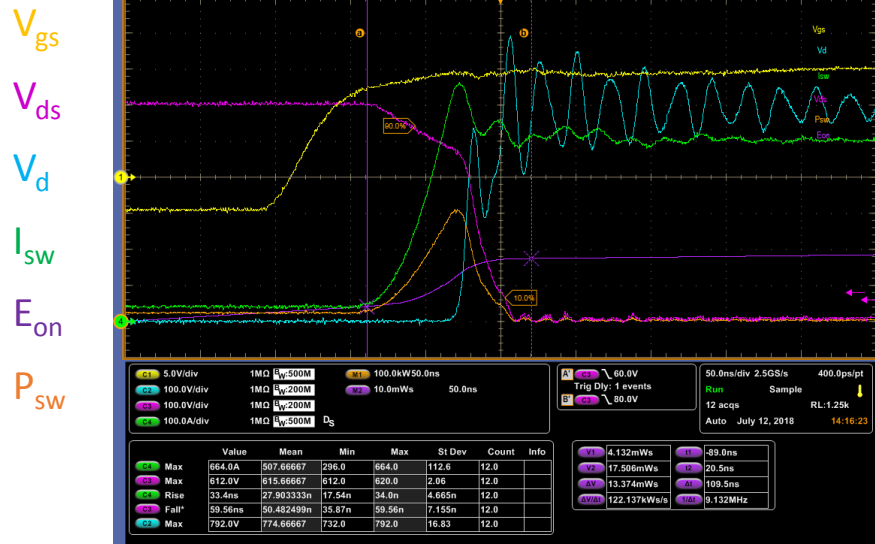 V_gs
V_ds
V_d
I_sw
E_on
P_sw
a
b
Vgs
Vd
Isw
Vds
Psw
Eon
90.0%
10.0%
1
4
C1 5.0V/div 1MΩ BW:500M
C2 100.0V/div 1MΩ BW:200M
C3 100.0V/div 1MΩ BW:200M
C4 100.0A/div 1MΩ BW:500M DS
M1 100.0kW 50.0ns
M2 10.0mWs 50.0ns
A' C3 60.0V
Trig Dly: 1 events
B' C3 80.0V
50.0ns/div 2.5GS/s 400.0ps/pt
Run Sample
12 acqs RL:1.25k
Auto July 12, 2018 14:16:23
Value Mean Min Max St Dev Count Info
C4 Max 664.0A 507.66667 296.0 664.0 112.6 12.0
C3 Max 612.0V 615.66667 612.0 620.0 2.06 12.0
C4 Rise 33.4ns 27.903333n 17.54n 34.0n 4.665n 12.0
C3 Fall* 59.56ns 50.482499n 35.87n 59.56n 7.155n 12.0
C2 Max 792.0V 774.66667 732.0 792.0 16.83 12.0
V1 4.132mWs t1 -89.0ns
V2 17.506mWs t2 20.5ns
ΔV 13.374mWs Δt 109.5ns
ΔV/Δt 122.137kWs/s 1/Δt 9.132MHz